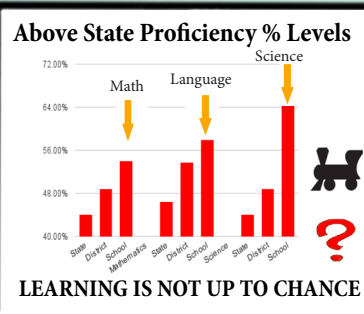 Above State Proficiency % Levels
Science
Language
Math
72.00%
64.00%
56.00%
48.00%
40.00%
State
District
School
Mathematics
State
District
School
Science
State
District
School
?
LEARNING IS NOT UP TO CHANCE